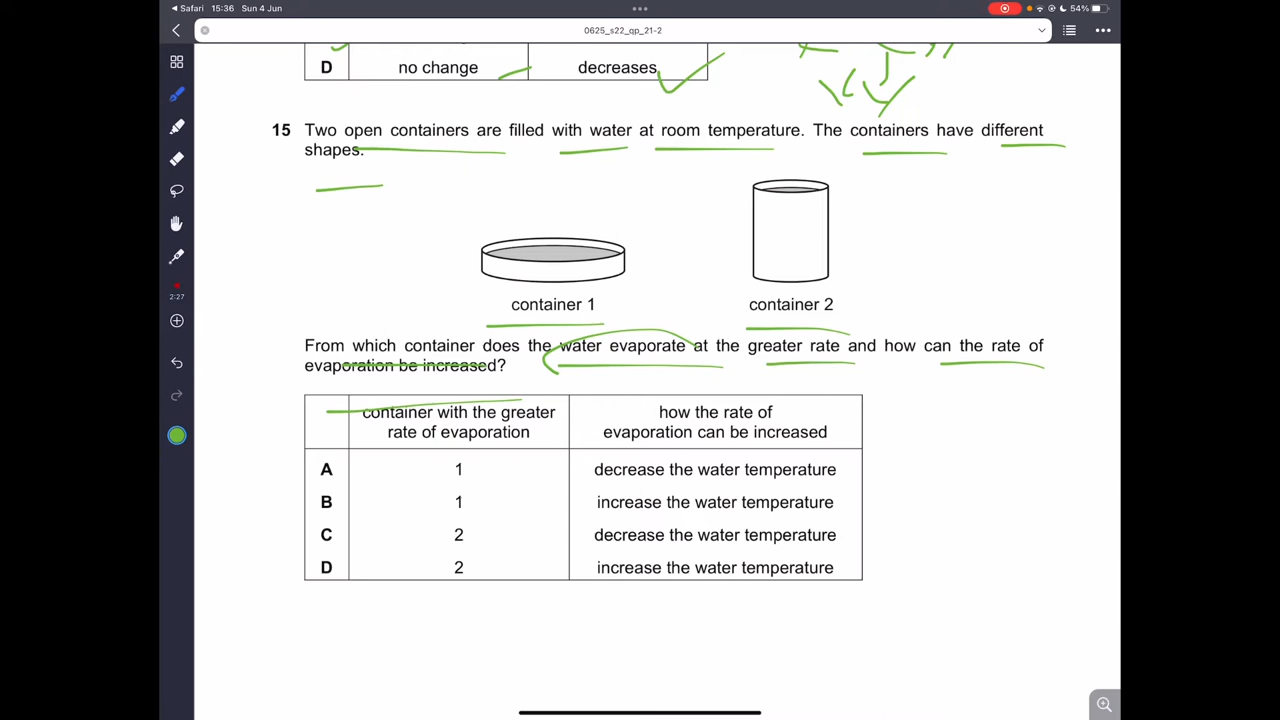 Safari 15:36 Sun 4 Jun
54%
0625_s22_qp_21-2
D no change decreases
15 Two open containers are filled with water at room temperature. The containers have different
shapes.
container 1 container 2
From which container does the water evaporate at the greater rate and how can the rate of
evaporation be increased?
container with the greater how the rate of
rate of evaporation evaporation can be increased
A 1 decrease the water temperature
B 1 increase the water temperature
C 2 decrease the water temperature
D 2 increase the water temperature
2:27